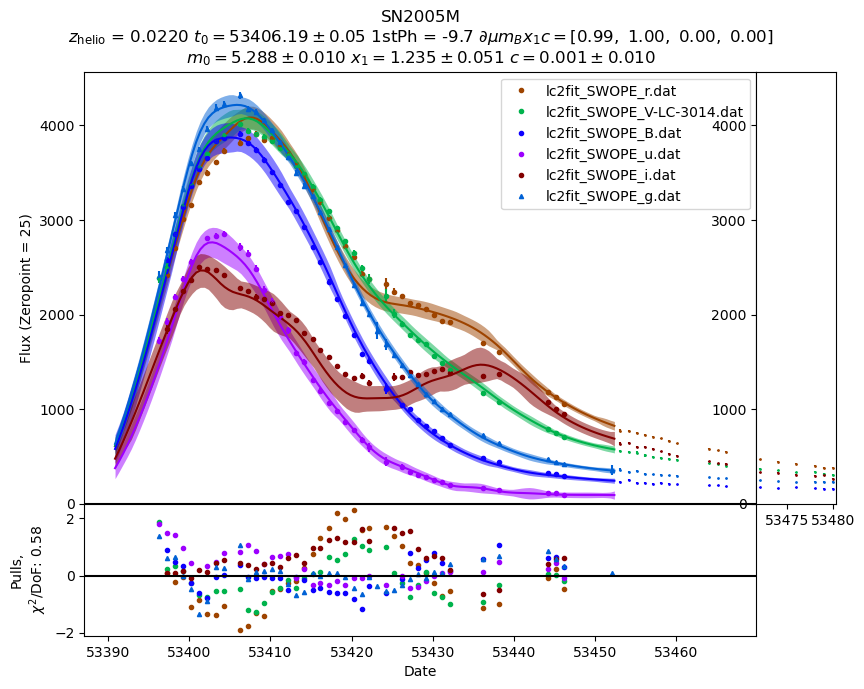 SN2005M
z_helio = 0.0220 t_0 = 53406.19 ± 0.05 1stPh = -9.7 ∂μm_Bx_1c = [0.99, 1.00, 0.00, 0.00]
m_0 = 5.288 ± 0.010 x_1 = 1.235 ± 0.051 c = 0.001 ± 0.010
lc2fit_SWOPE_r.dat
lc2fit_SWOPE_V-LC-3014.dat
lc2fit_SWOPE_B.dat
lc2fit_SWOPE_u.dat
lc2fit_SWOPE_i.dat
lc2fit_SWOPE_g.dat
Flux (Zeropoint = 25)
4000
3000
2000
1000
0
4000
3000
2000
1000
0
53475 53480
Pulls,
χ²/DoF: 0.58
2
0
−2
53390 53400 53410 53420 53430 53440 53450 53460
Date